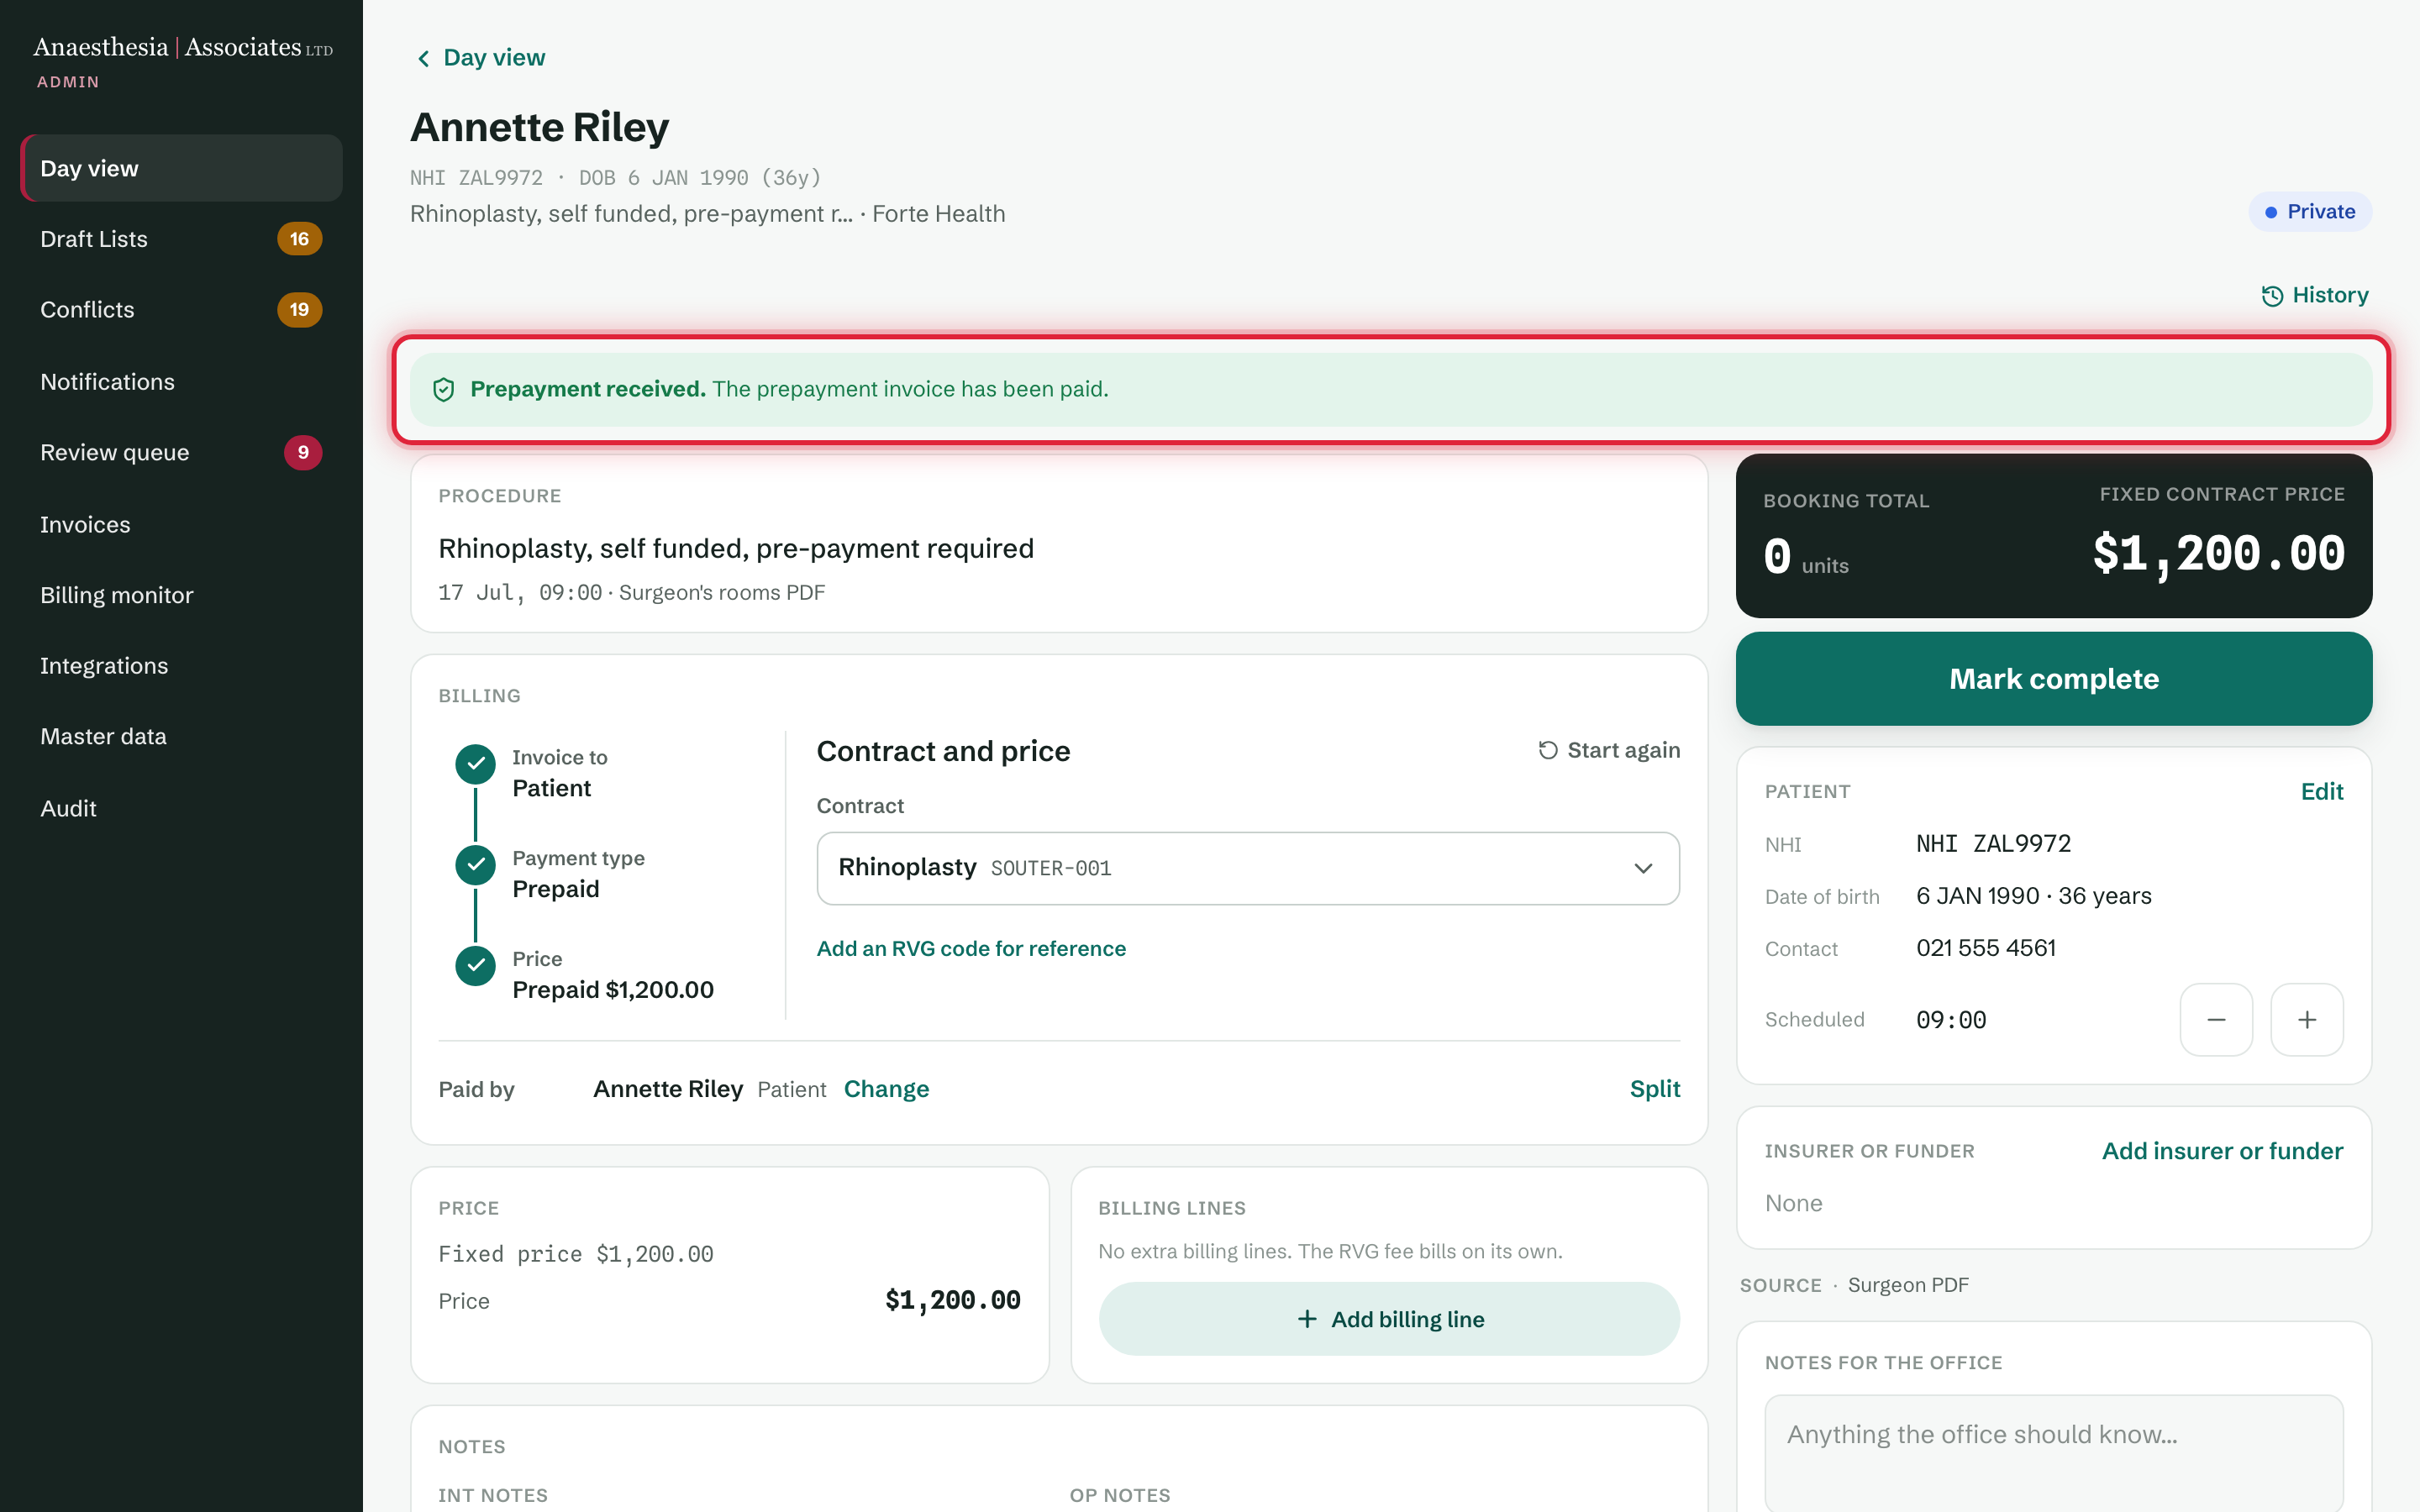 Anaesthesia | Associates LTD
ADMIN
Day view
Draft Lists 16
Conflicts 19
Notifications
Review queue 9
Invoices
Billing monitor
Integrations
Master data
Audit
Day view
Annette Riley
NHI ZAL9972 · DOB 6 JAN 1990 (36y)
Rhinoplasty, self funded, pre-payment r... · Forte Health
Private
History
Prepayment received. The prepayment invoice has been paid.
PROCEDURE
Rhinoplasty, self funded, pre-payment required
17 Jul, 09:00 · Surgeon's rooms PDF
BILLING
Invoice to
Patient
Payment type
Prepaid
Price
Prepaid $1,200.00
Contract and price
Start again
Contract
Rhinoplasty SOUTER-001
Add an RVG code for reference
Paid by Annette Riley Patient Change Split
PRICE
Fixed price $1,200.00
Price $1,200.00
BILLING LINES
No extra billing lines. The RVG fee bills on its own.
+ Add billing line
NOTES
INT NOTES
OP NOTES
BOOKING TOTAL
0 units
FIXED CONTRACT PRICE
$1,200.00
Mark complete
PATIENT Edit
NHI NHI ZAL9972
Date of birth 6 JAN 1990 · 36 years
Contact 021 555 4561
Scheduled 09:00 − +
INSURER OR FUNDER Add insurer or funder
None
SOURCE · Surgeon PDF
NOTES FOR THE OFFICE
Anything the office should know...